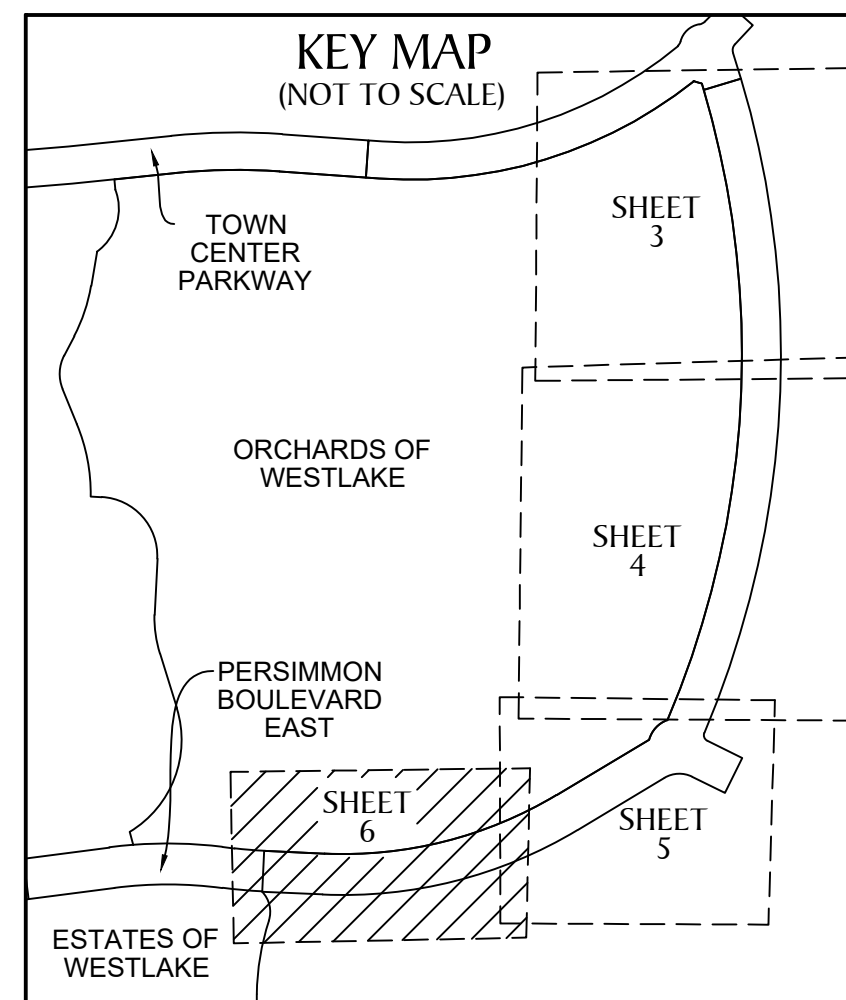 KEY MAP
(NOT TO SCALE)
SHEET
3
TOWN
CENTER
PARKWAY
ORCHARDS OF
WESTLAKE
SHEET
4
PERSIMMON
BOULEVARD
EAST
SHEET
6
SHEET
5
ESTATES OF
WESTLAKE